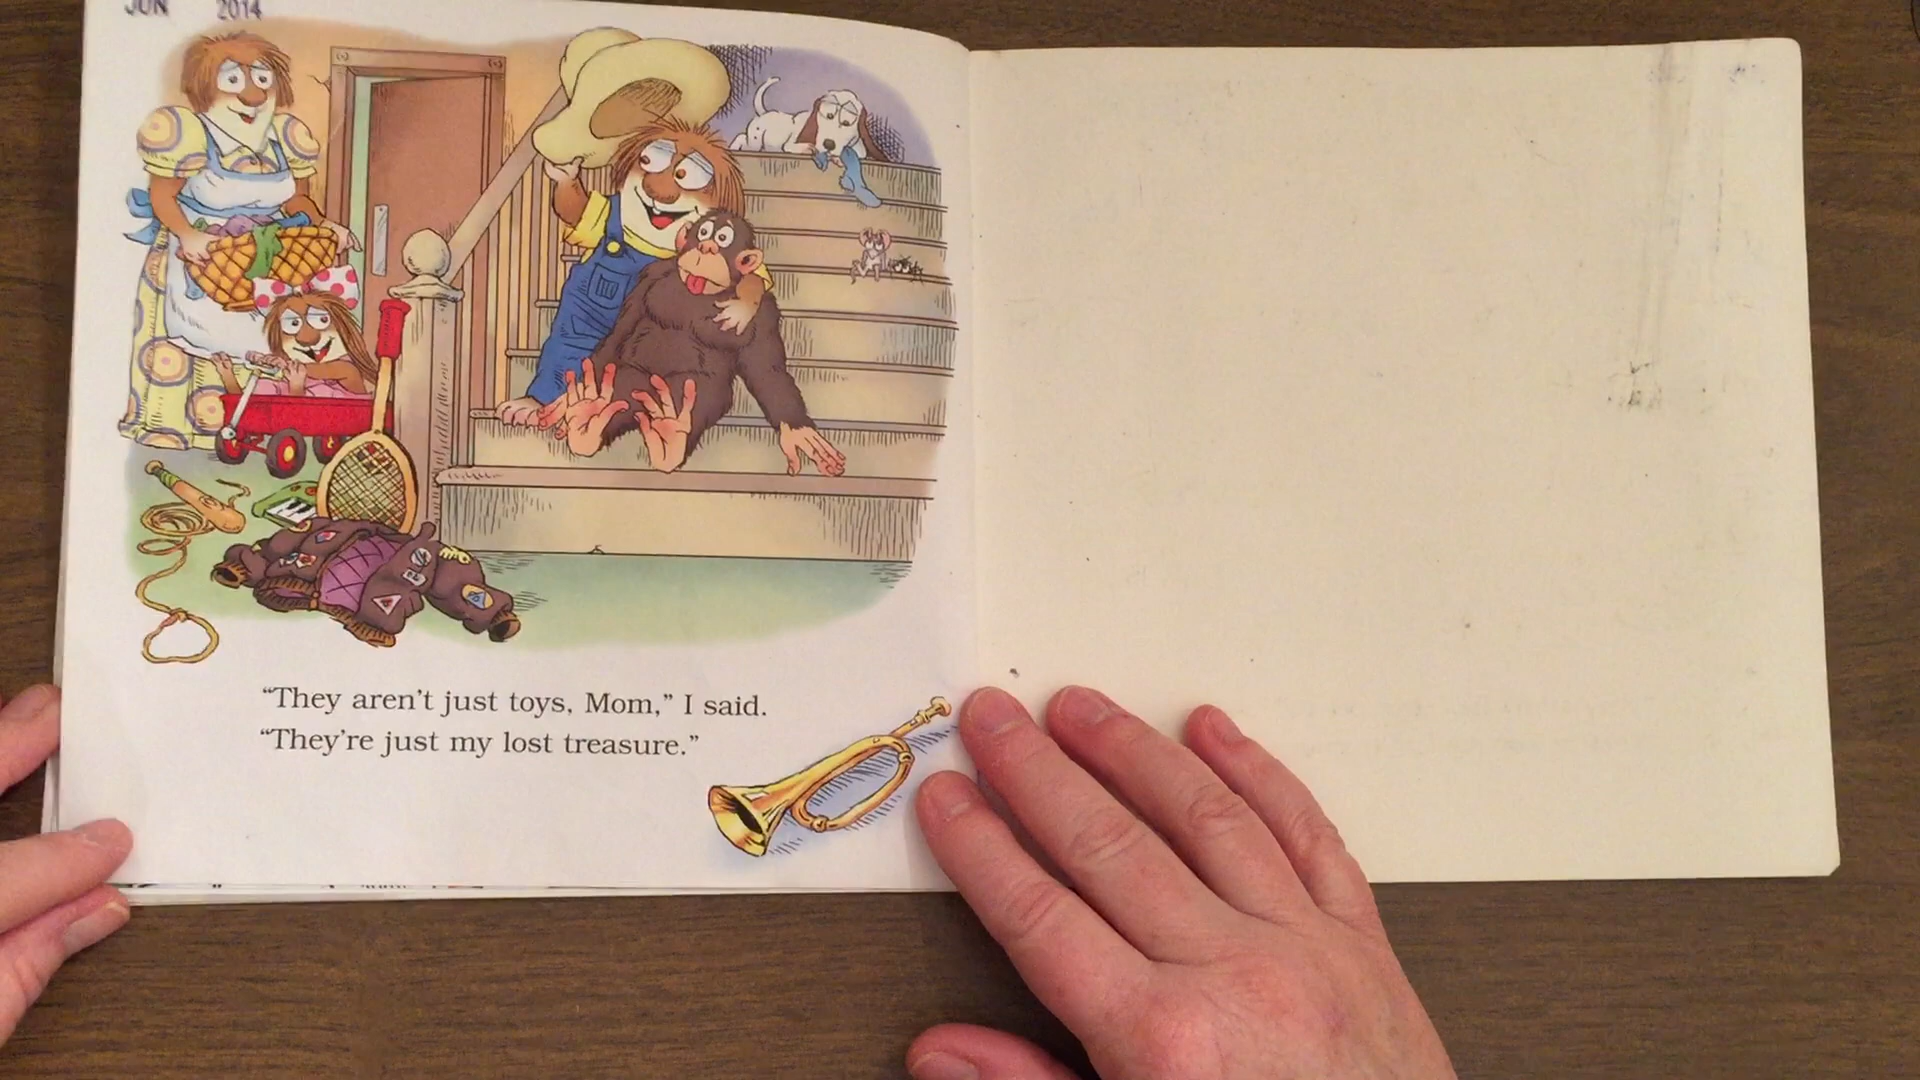 JUN 2014
“They aren't just toys, Mom,” I said.
“They're just my lost treasure.”